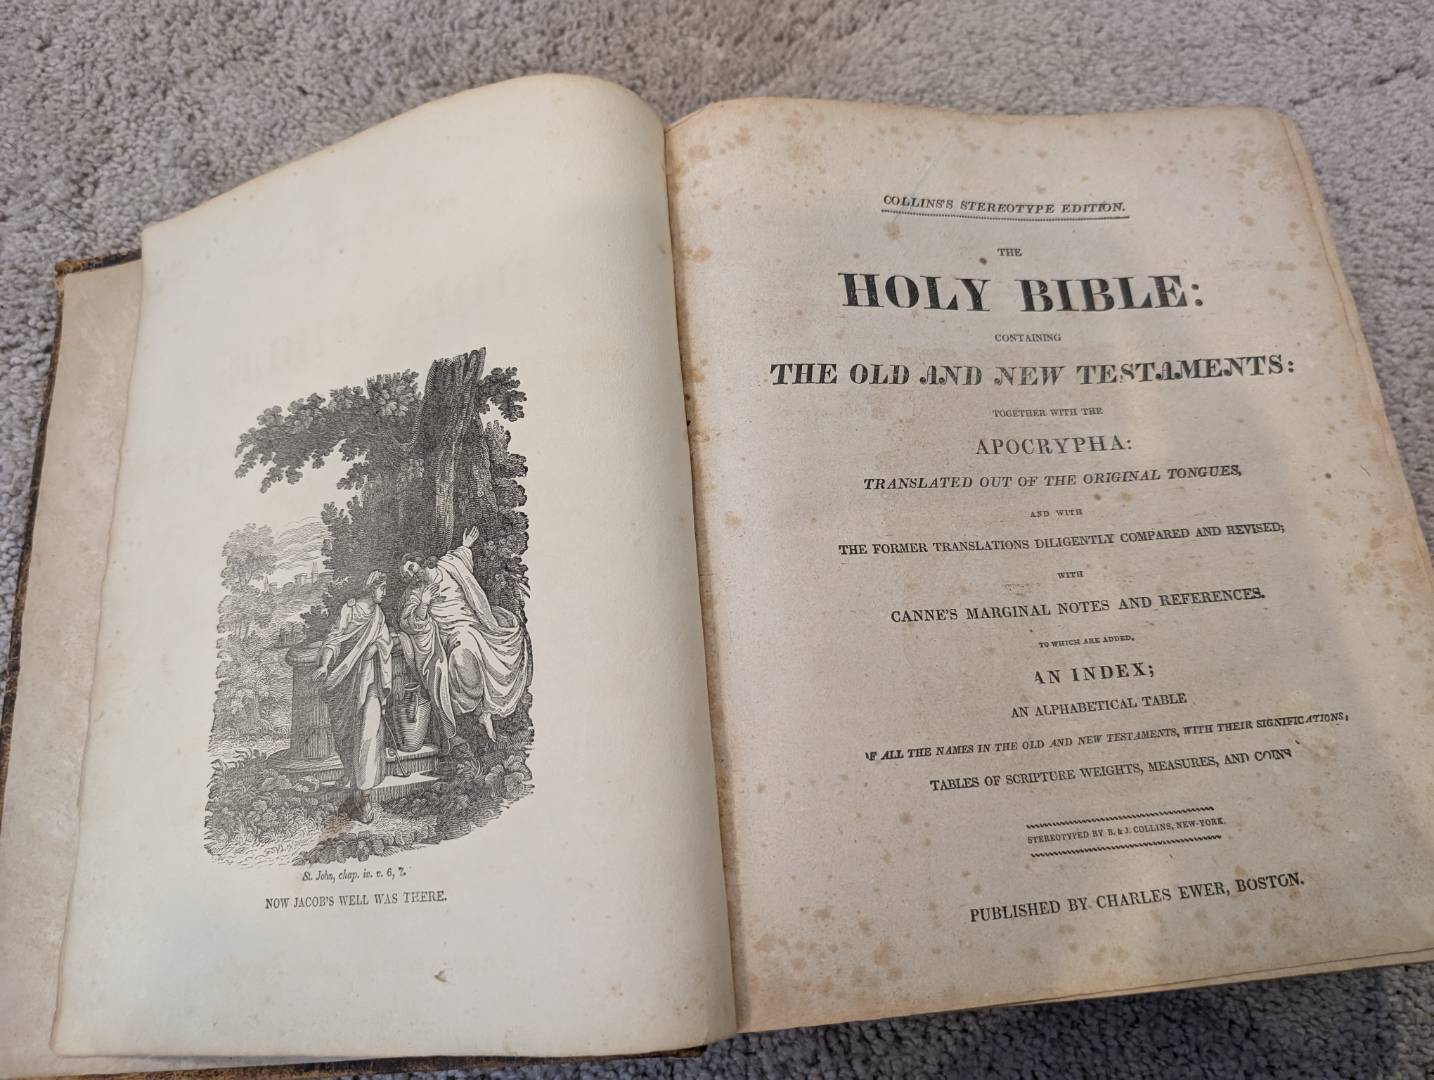 St. John, chap. iv. v. 6, 7.
NOW JACOB'S WELL WAS THERE.
COLLINS'S STEREOTYPE EDITION.
THE
HOLY BIBLE:
CONTAINING
THE OLD AND NEW TESTAMENTS:
TOGETHER WITH THE
APOCRYPHA:
TRANSLATED OUT OF THE ORIGINAL TONGUES,
AND WITH
THE FORMER TRANSLATIONS DILIGENTLY COMPARED AND REVISED;
WITH
CANNE'S MARGINAL NOTES AND REFERENCES.
TO WHICH ARE ADDED,
AN INDEX;
AN ALPHABETICAL TABLE
OF ALL THE NAMES IN THE OLD AND NEW TESTAMENTS, WITH THEIR SIGNIFICATIONS;
TABLES OF SCRIPTURE WEIGHTS, MEASURES, AND COINS
STEREOTYPED BY B. & J. COLLINS, NEW-YORK.
PUBLISHED BY CHARLES EWER, BOSTON.